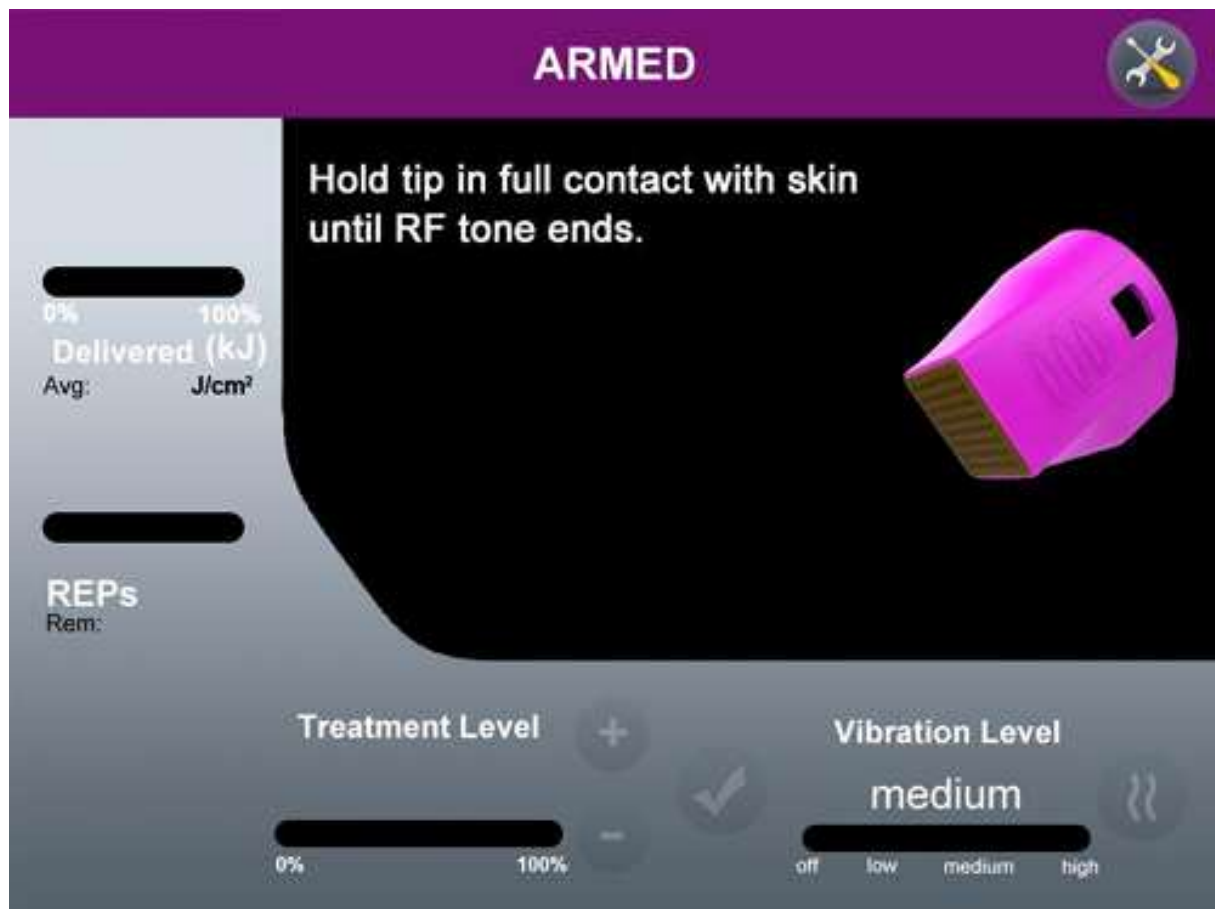 ARMED
Hold tip in full contact with skin
until RF tone ends.
0% 100%
Delivered (kJ)
Avg: J/cm²
REPs
Rem:
Treatment Level
+
-
0% 100%
Vibration Level
medium
off low medium high